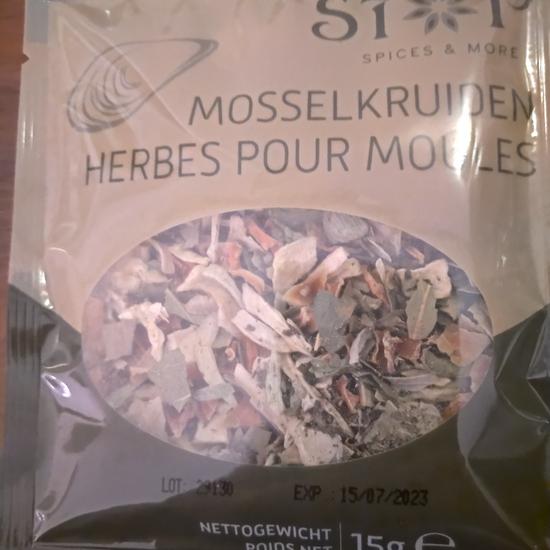 SPICES & MORE
MOSSELKRUIDEN
HERBES POUR MOULES
LOT: 29130
EXP : 15/07/2023
NETTOGEWICHT
POIDS NET
15g ℮